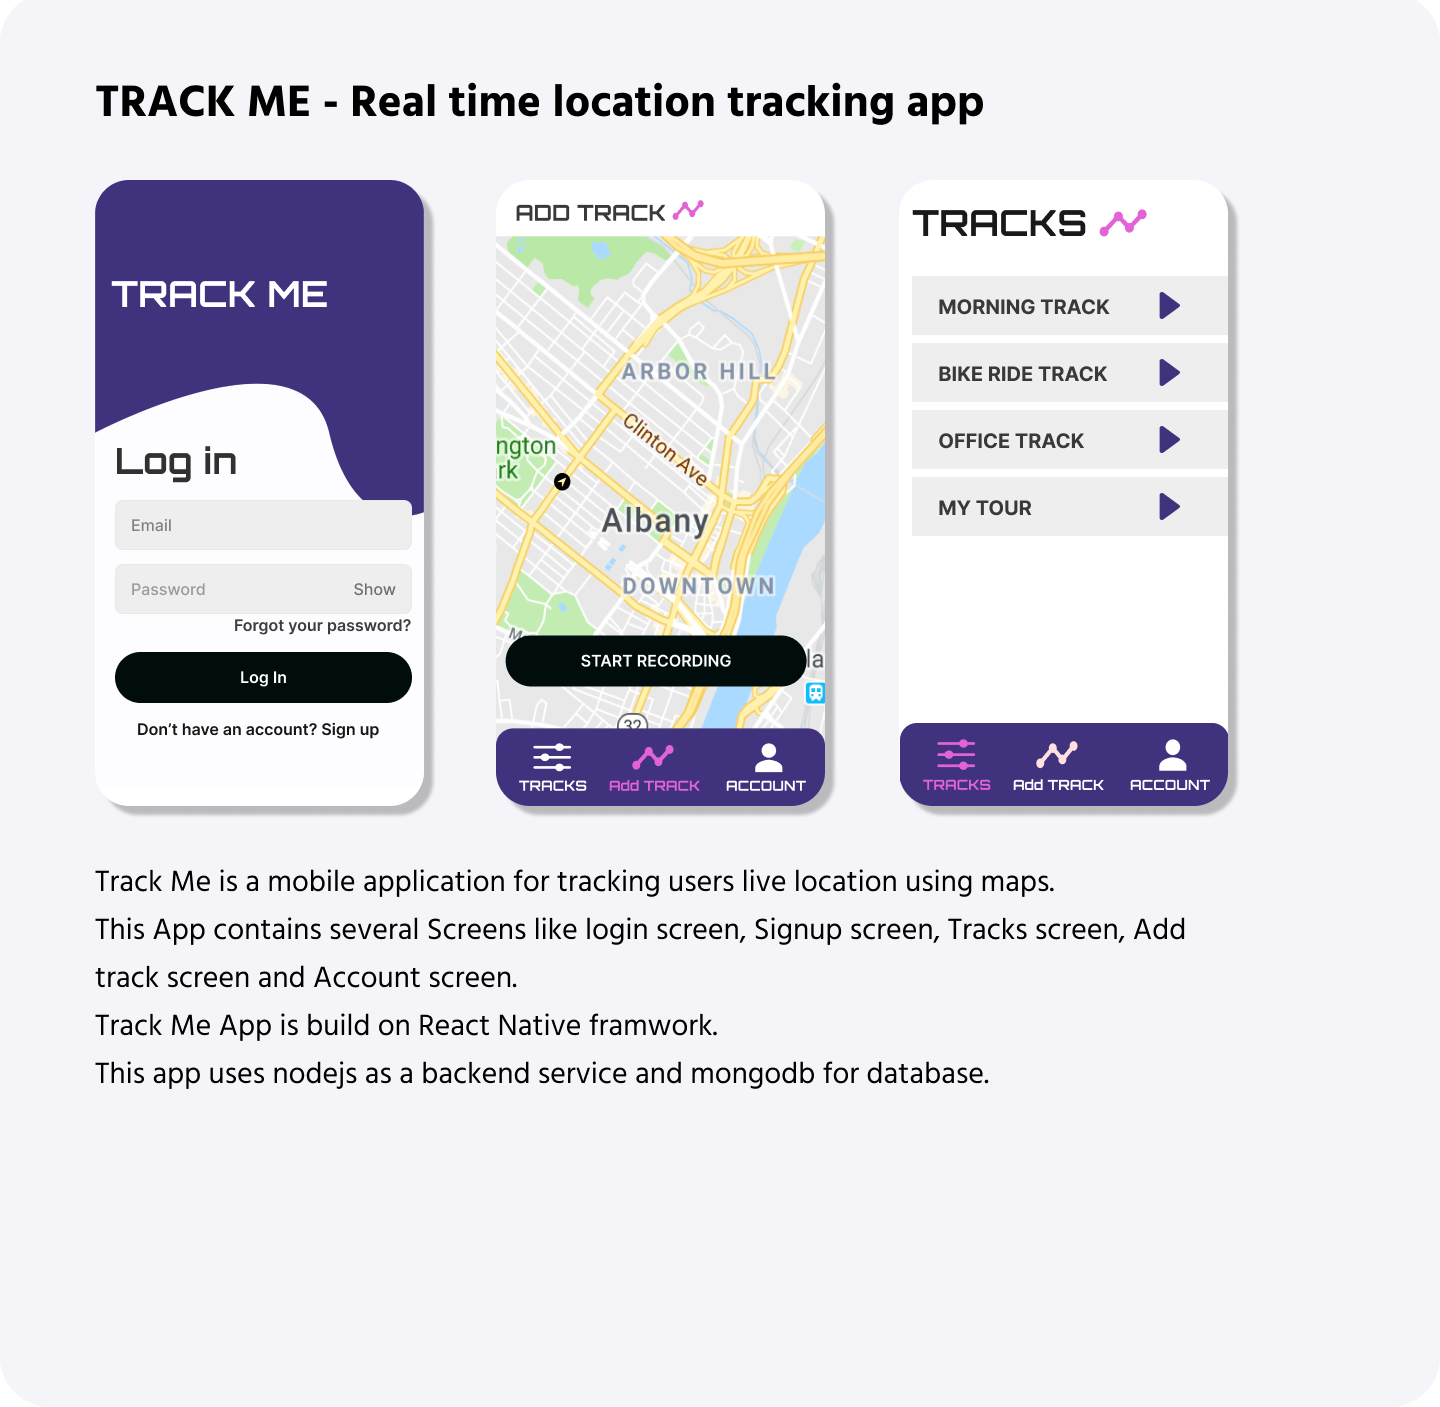 TRACK ME - Real time location tracking app
TRACK ME
Log in
Email
Password Show
Forgot your password?
Log In
Don't have an account? Sign up
ADD TRACK
ARBOR HILL
Clinton Ave
ngton
rk
Albany
DOWNTOWN
M
START RECORDING
la
32
TRACKS Add TRACK ACCOUNT
TRACKS
MORNING TRACK
BIKE RIDE TRACK
OFFICE TRACK
MY TOUR
TRACKS Add TRACK ACCOUNT
Track Me is a mobile application for tracking users live location using maps.
This App contains several Screens like login screen, Signup screen, Tracks screen, Add
track screen and Account screen.
Track Me App is build on React Native framwork.
This app uses nodejs as a backend service and mongodb for database.